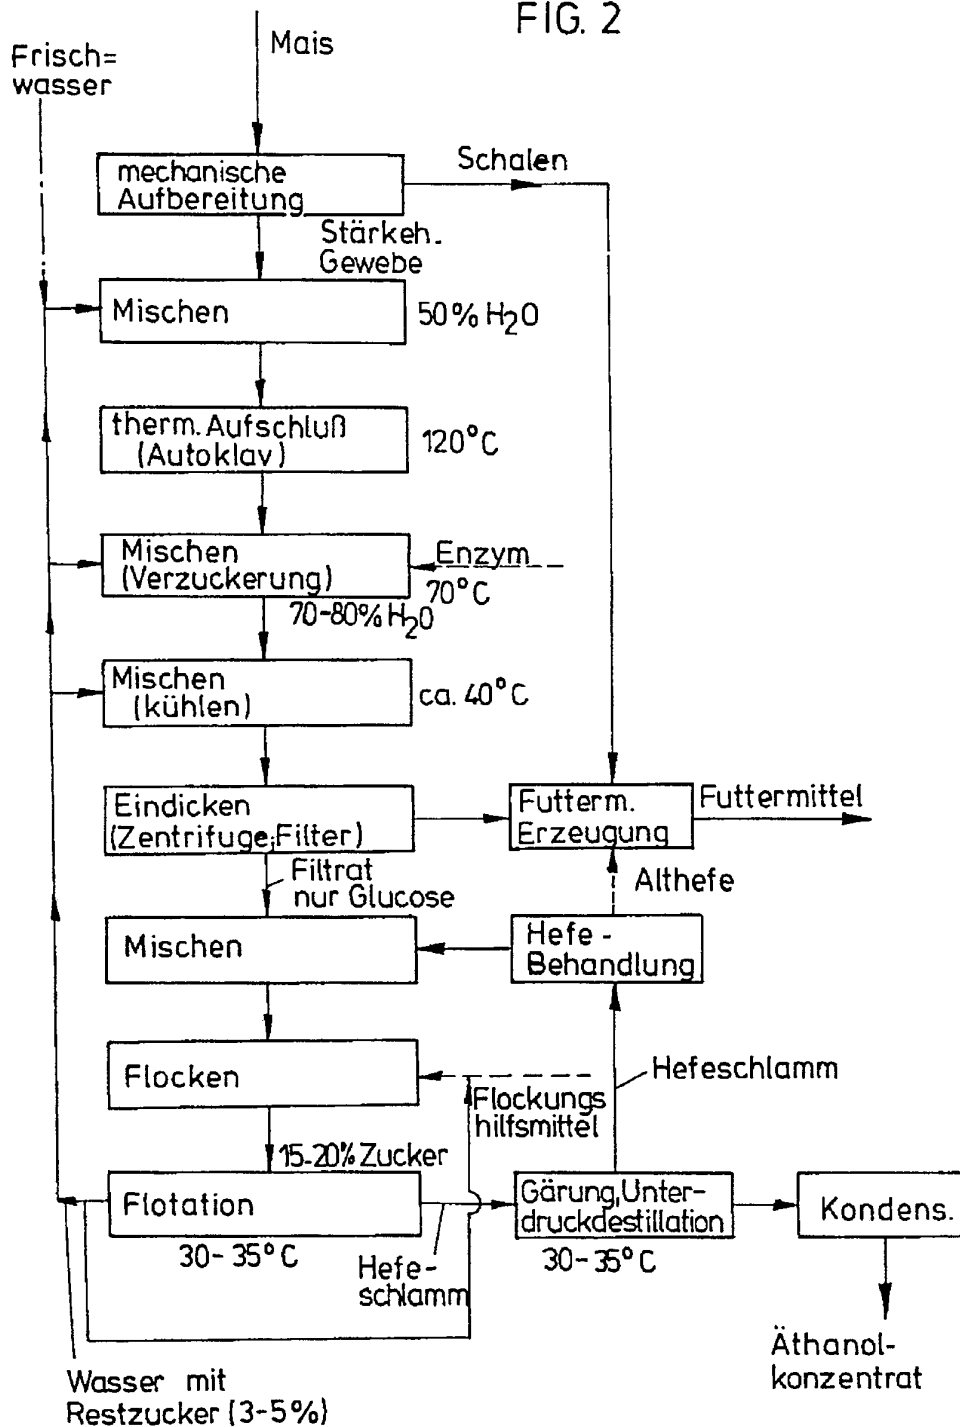 FIG. 2
Mais
Frisch=
wasser
mechanische
Aufbereitung
Schalen
Stärkeh.
Gewebe
Mischen
50% H2O
therm. Aufschluß
(Autoklav)
120°C
Mischen
(Verzuckerung)
Enzym
70°C
70-80% H2O
Mischen
(kühlen)
ca. 40°C
Eindicken
(Zentrifuge;Filter)
Futterm.
Erzeugung
Futtermittel
Filtrat
nur Glucose
Althefe
Mischen
Hefe-
Behandlung
Flocken
Hefeschlamm
Flockungs
hilfsmittel
15-20% Zucker
Flotation
30-35°C
Hefe-
schlamm
Gärung,Unter-
druckdestillation
30-35°C
Kondens.
Äthanol-
konzentrat
Wasser mit
Restzucker (3-5%)